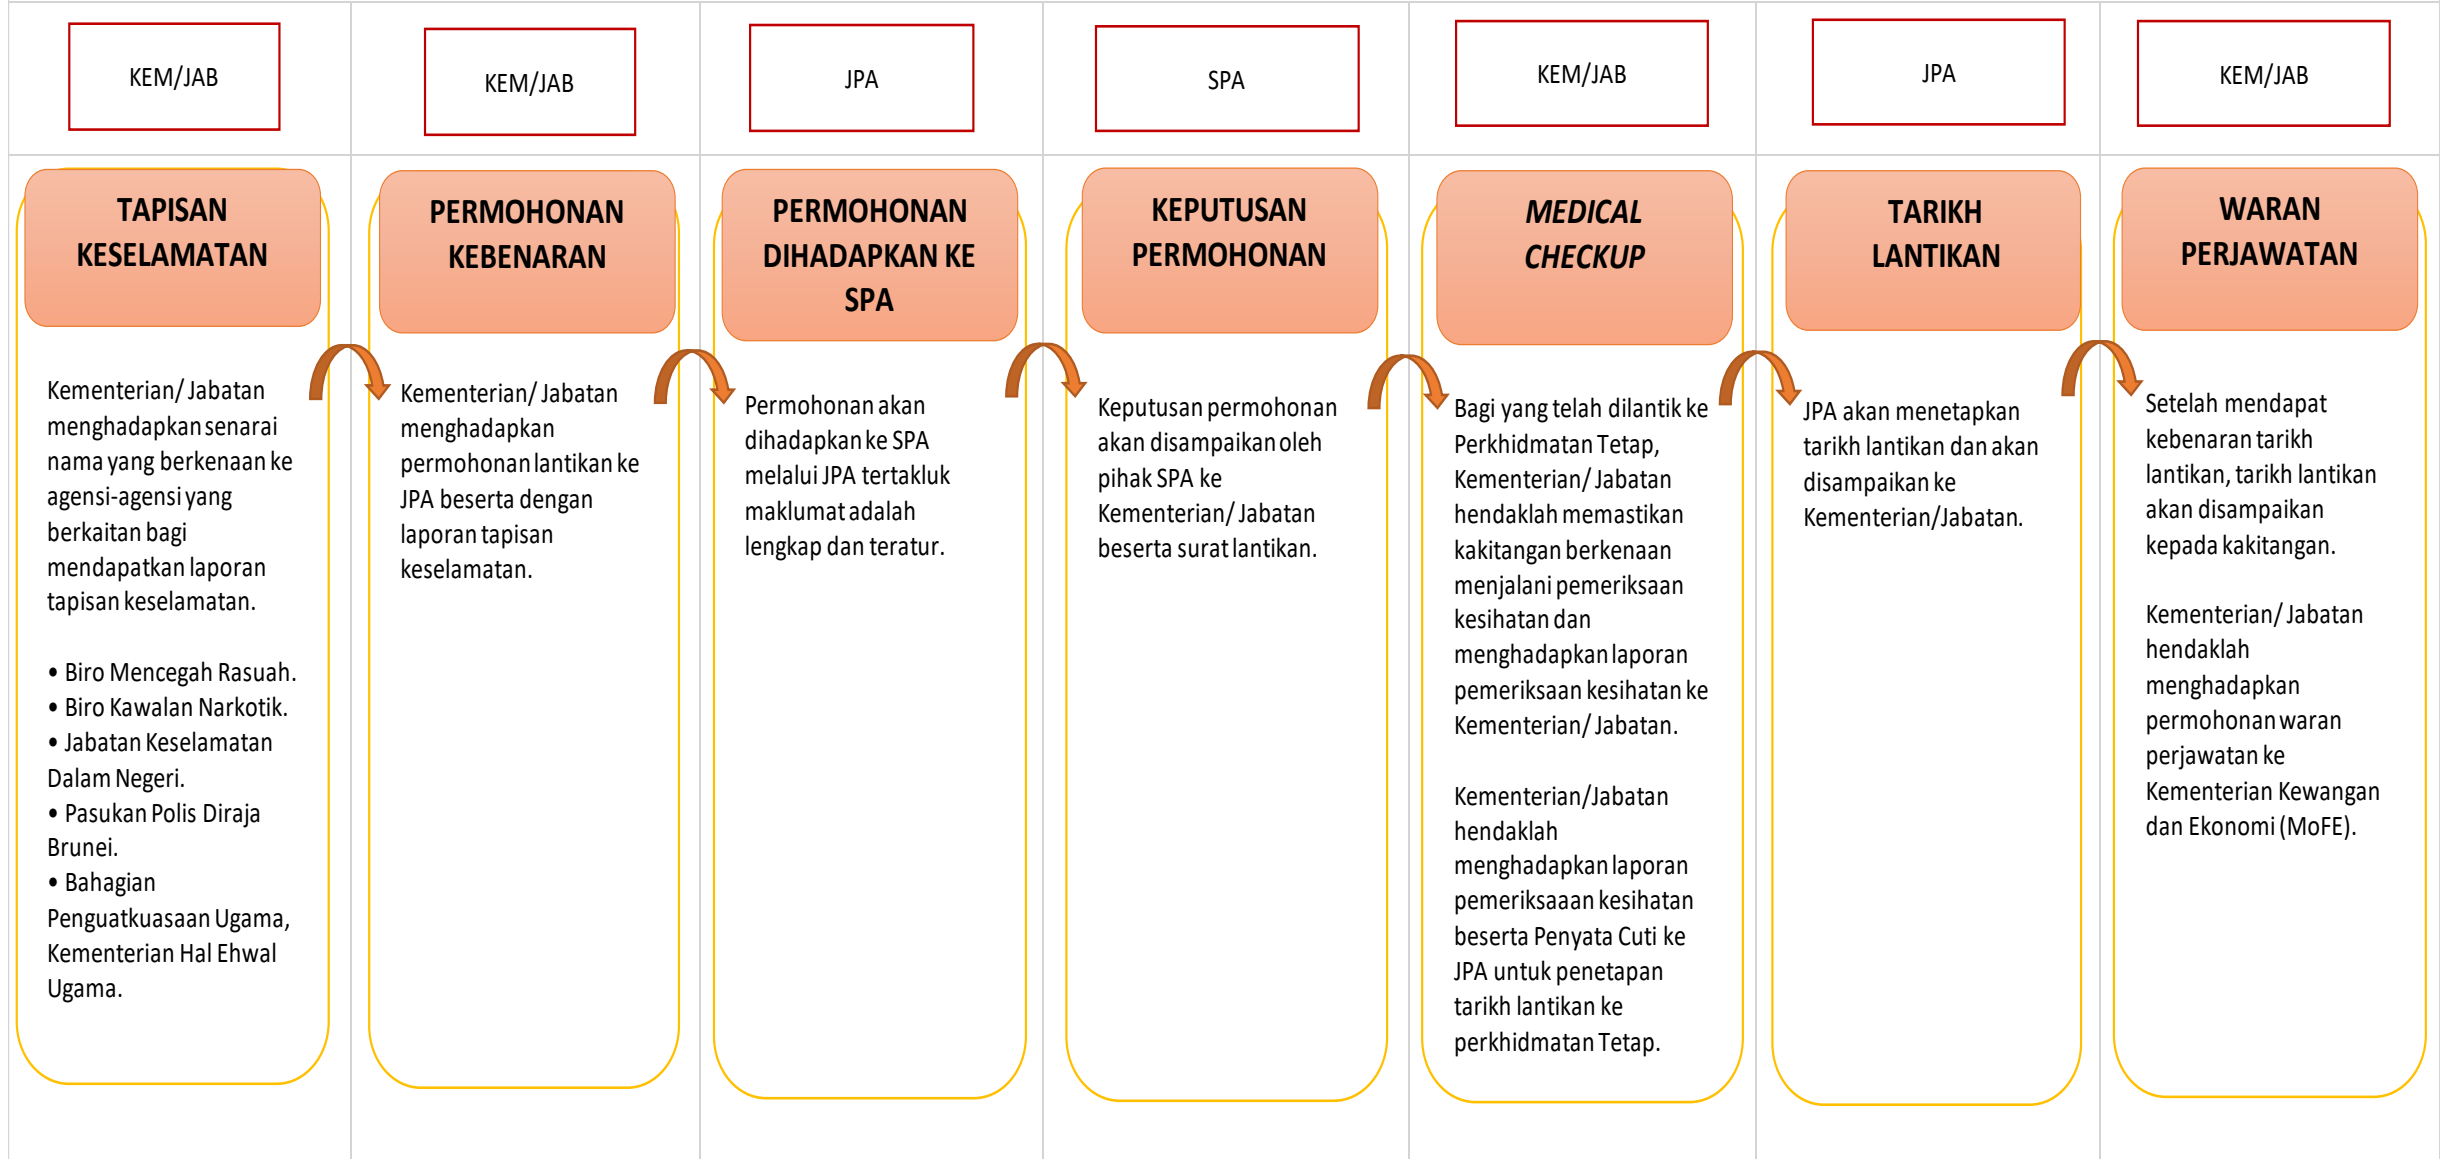 KEM/JAB
KEM/JAB
JPA
SPA
KEM/JAB
JPA
KEM/JAB
TAPISAN
KESELAMATAN
Kementerian/ Jabatan
menghadapkan senarai
nama yang berkenaan ke
agensi-agensi yang
berkaitan bagi
mendapatkan laporan
tapisan keselamatan.
• Biro Mencegah Rasuah.
• Biro Kawalan Narkotik.
• Jabatan Keselamatan
Dalam Negeri.
• Pasukan Polis Diraja
Brunei.
• Bahagian
Penguatkuasaan Ugama,
Kementerian Hal Ehwal
Ugama.
PERMOHONAN
KEBENARAN
Kementerian/ Jabatan
menghadapkan
permohonan lantikan ke
JPA beserta dengan
laporan tapisan
keselamatan.
PERMOHONAN
DIHADAPKAN KE
SPA
Permohonan akan
dihadapkan ke SPA
melalui JPA tertakluk
maklumat adalah
lengkap dan teratur.
KEPUTUSAN
PERMOHONAN
Keputusan permohonan
akan disampaikan oleh
pihak SPA ke
Kementerian/ Jabatan
beserta surat lantikan.
MEDICAL
CHECKUP
Bagi yang telah dilantik ke
Perkhidmatan Tetap,
Kementerian/ Jabatan
hendaklah memastikan
kakitangan berkenaan
menjalani pemeriksaan
kesihatan dan
menghadapkan laporan
pemeriksaan kesihatan ke
Kementerian/ Jabatan.
Kementerian/Jabatan
hendaklah
menghadapkan laporan
pemeriksaaan kesihatan
beserta Penyata Cuti ke
JPA untuk penetapan
tarikh lantikan ke
perkhidmatan Tetap.
TARIKH
LANTIKAN
JPA akan menetapkan
tarikh lantikan dan akan
disampaikan ke
Kementerian/Jabatan.
WARAN
PERJAWATAN
Setelah mendapat
kebenaran tarikh
lantikan, tarikh lantikan
akan disampaikan
kepada kakitangan.
Kementerian/ Jabatan
hendaklah
menghadapkan
permohonan waran
perjawatan ke
Kementerian Kewangan
dan Ekonomi (MoFE).